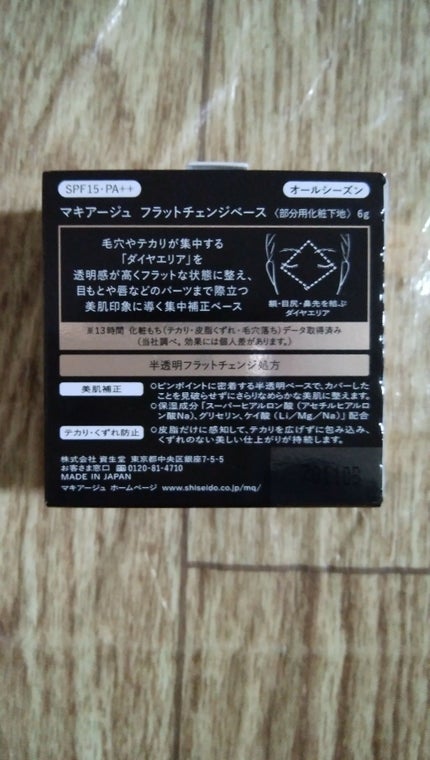 SPF15・PA++
オールシーズン
マキアージュ フラットチェンジベース 〈部分用化粧下地〉 6g
毛穴やテカリが集中する
「ダイヤエリア」を
透明感が高くフラットな状態に整え、
目もとや唇などのパーツまで際立つ
美肌印象に導く集中補正ベース
額・目尻・鼻先を結ぶ
ダイヤエリア
※13時間 化粧もち(テカリ・皮脂くずれ・毛穴落ち)データ取得済み
(当社調べ。効果には個人差があります。)
半透明フラットチェンジ処方
美肌補正
○ピンポイントに密着する半透明ベースで、カバーした
ことを見破らせずにさらりなめらかな美肌に整えます。
○保湿成分「スーパーヒアルロン酸(アセチルヒアルロ
ン酸Na)、グリセリン、ケイ酸(Li/Mg/Na)」配合
テカリ・くずれ防止
○皮脂だけに感知して、テカリを広げずに包み込み、
くずれのない美しい仕上がりが持続します。
株式会社 資生堂 東京都中央区銀座7-5-5
お客さま窓口 0120-81-4710
MADE IN JAPAN
マキアージュ ホームページ www.shiseido.co.jp/mq/